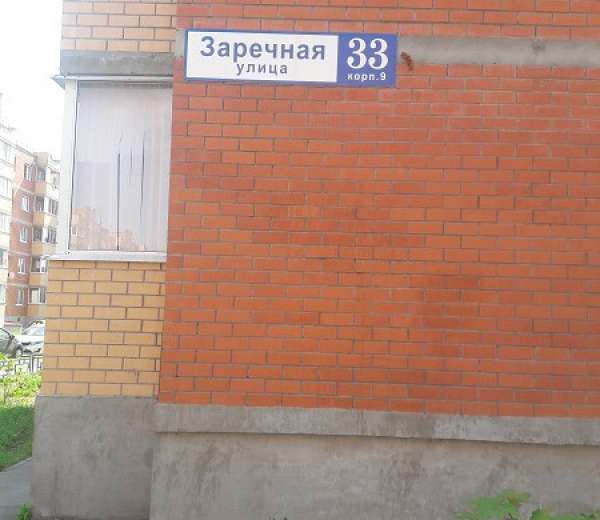 Заречная
улица
33
корп.9